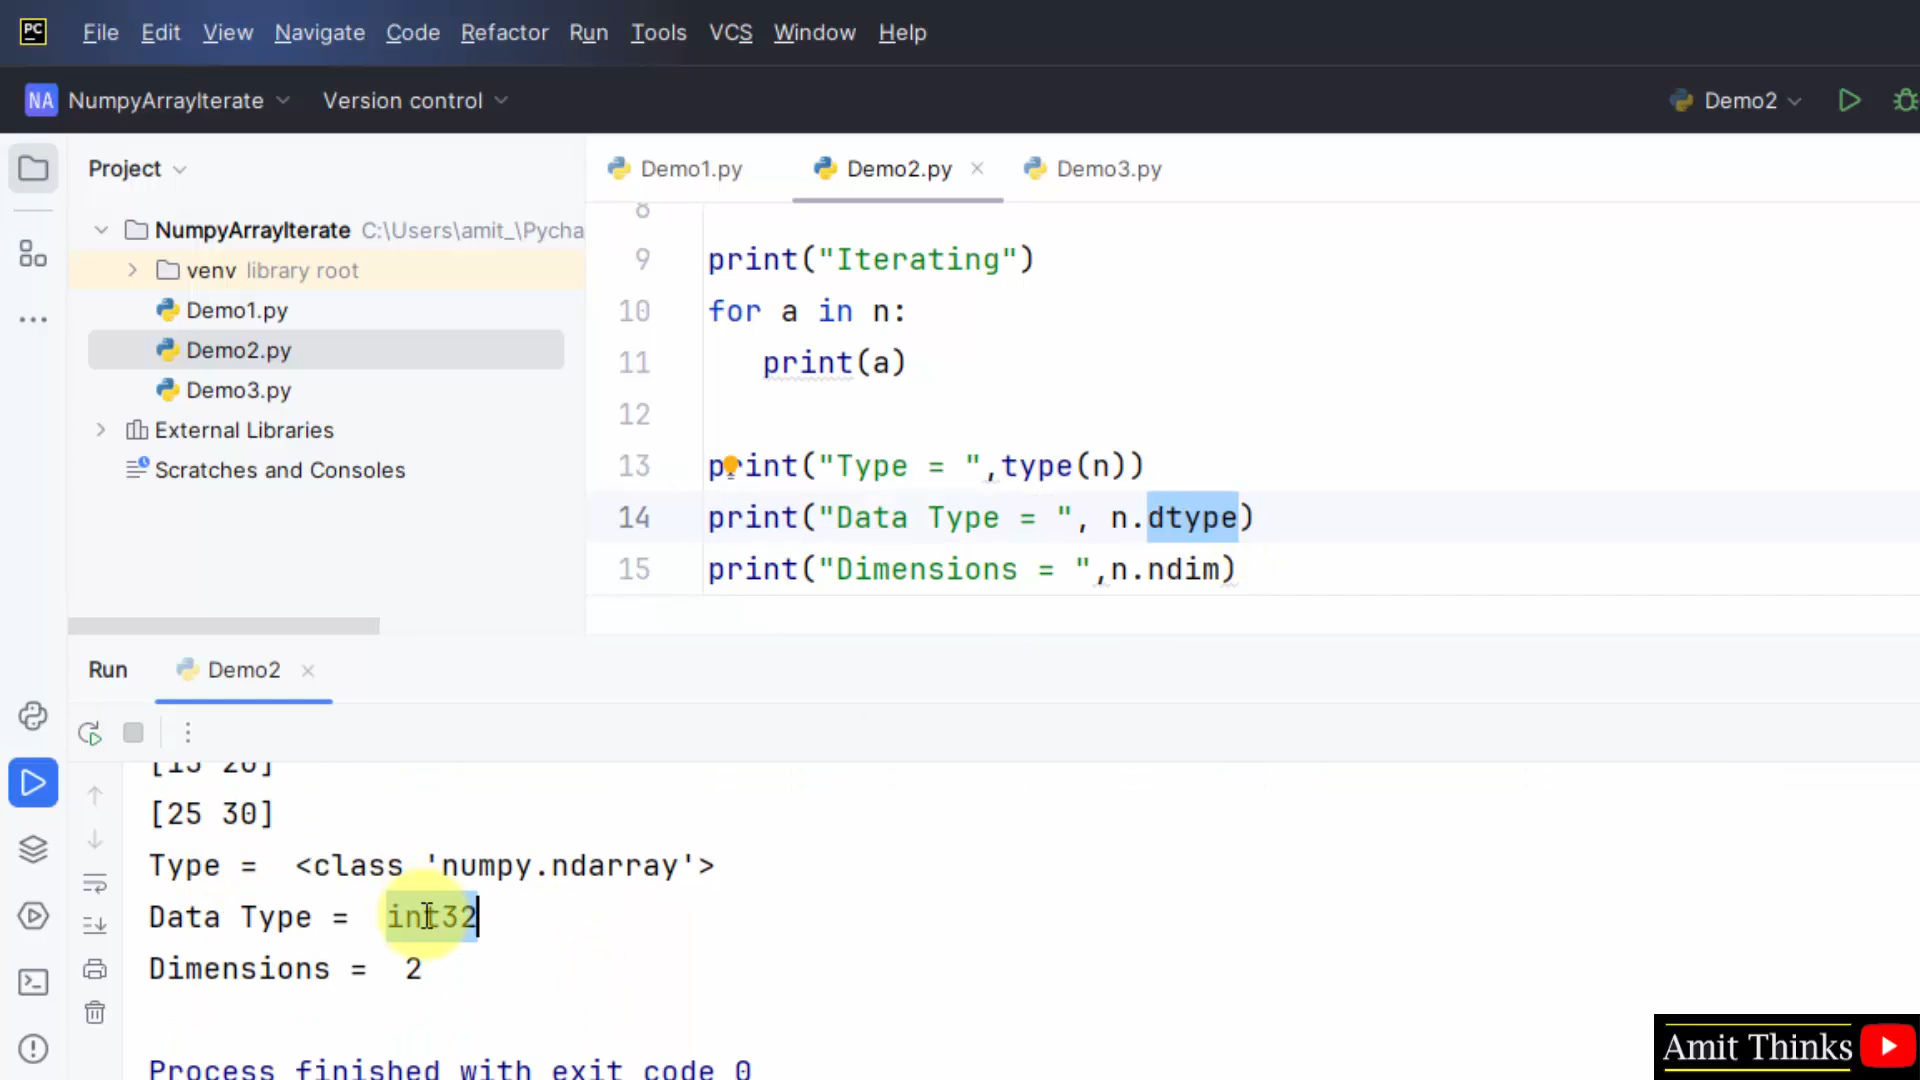 PC File Edit View Navigate Code Refactor Run Tools VCS Window Help
NA NumpyArrayIterate Version control Demo2
Project
Demo1.py Demo2.py Demo3.py
NumpyArrayIterate C:\Users\amit_\Pycha
venv library root
Demo1.py
Demo2.py
Demo3.py
External Libraries
Scratches and Consoles
8
9 print("Iterating")
10 for a in n:
11 print(a)
12
13 print("Type = ",type(n))
14 print("Data Type = ", n.dtype)
15 print("Dimensions = ",n.ndim)
Run Demo2
[15 20]
[25 30]
Type =  <class 'numpy.ndarray'>
Data Type =  int32
Dimensions =  2
Process finished with exit code 0
Amit Thinks